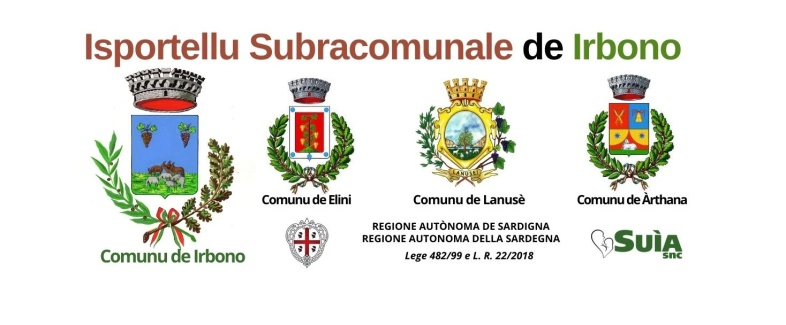 Isportellu Subracomunale de Irbono
LANUSEI
Comunu de Elini
Comunu de Lanusè
Comunu de Àrthana
Comunu de Irbono
REGIONE AUTÒNOMA DE SARDIGNA
REGIONE AUTONOMA DELLA SARDEGNA
Lege 482/99 e L. R. 22/2018
SUÌA
snc